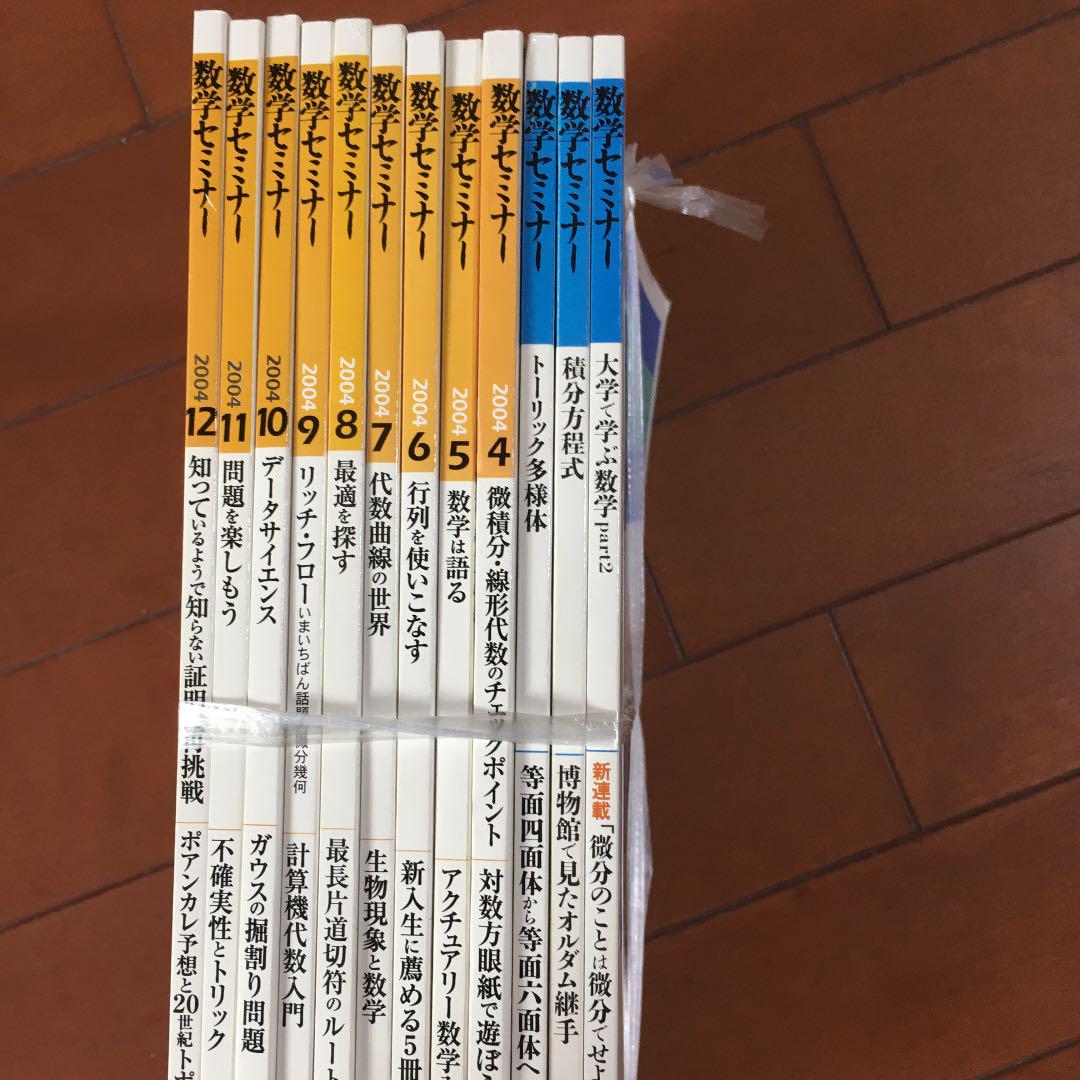 数学セミナー
2004
12
知っているようで知らない証明
再挑戦
ポアンカレ予想と20世紀トポ
数学セミナー
2004
11
問題を楽しもう
不確実性とトリック
数学セミナー
2004
10
データサイエンス
ガウスの掘割り問題
数学セミナー
2004
9
リッチ・フロー いまいちばん話題
微分幾何
計算機代数入門
数学セミナー
2004
8
最適を探す
最長片道切符のルート
数学セミナー
2004
7
代数曲線の世界
生物現象と数学
数学セミナー
2004
6
行列を使いこなす
新入生に薦める5冊
数学セミナー
2004
5
数学は語る
アクチュアリー数学
数学セミナー
2004
4
微積分・線形代数のチェックポイント
対数方眼紙で遊ぼ
数学セミナー
トーリック多様体
等面四面体から等面六面体へ
数学セミナー
積分方程式
博物館で見たオルダム継手
数学セミナー
大学で学ぶ数学part2
新連載「微分のことは微分でせよ